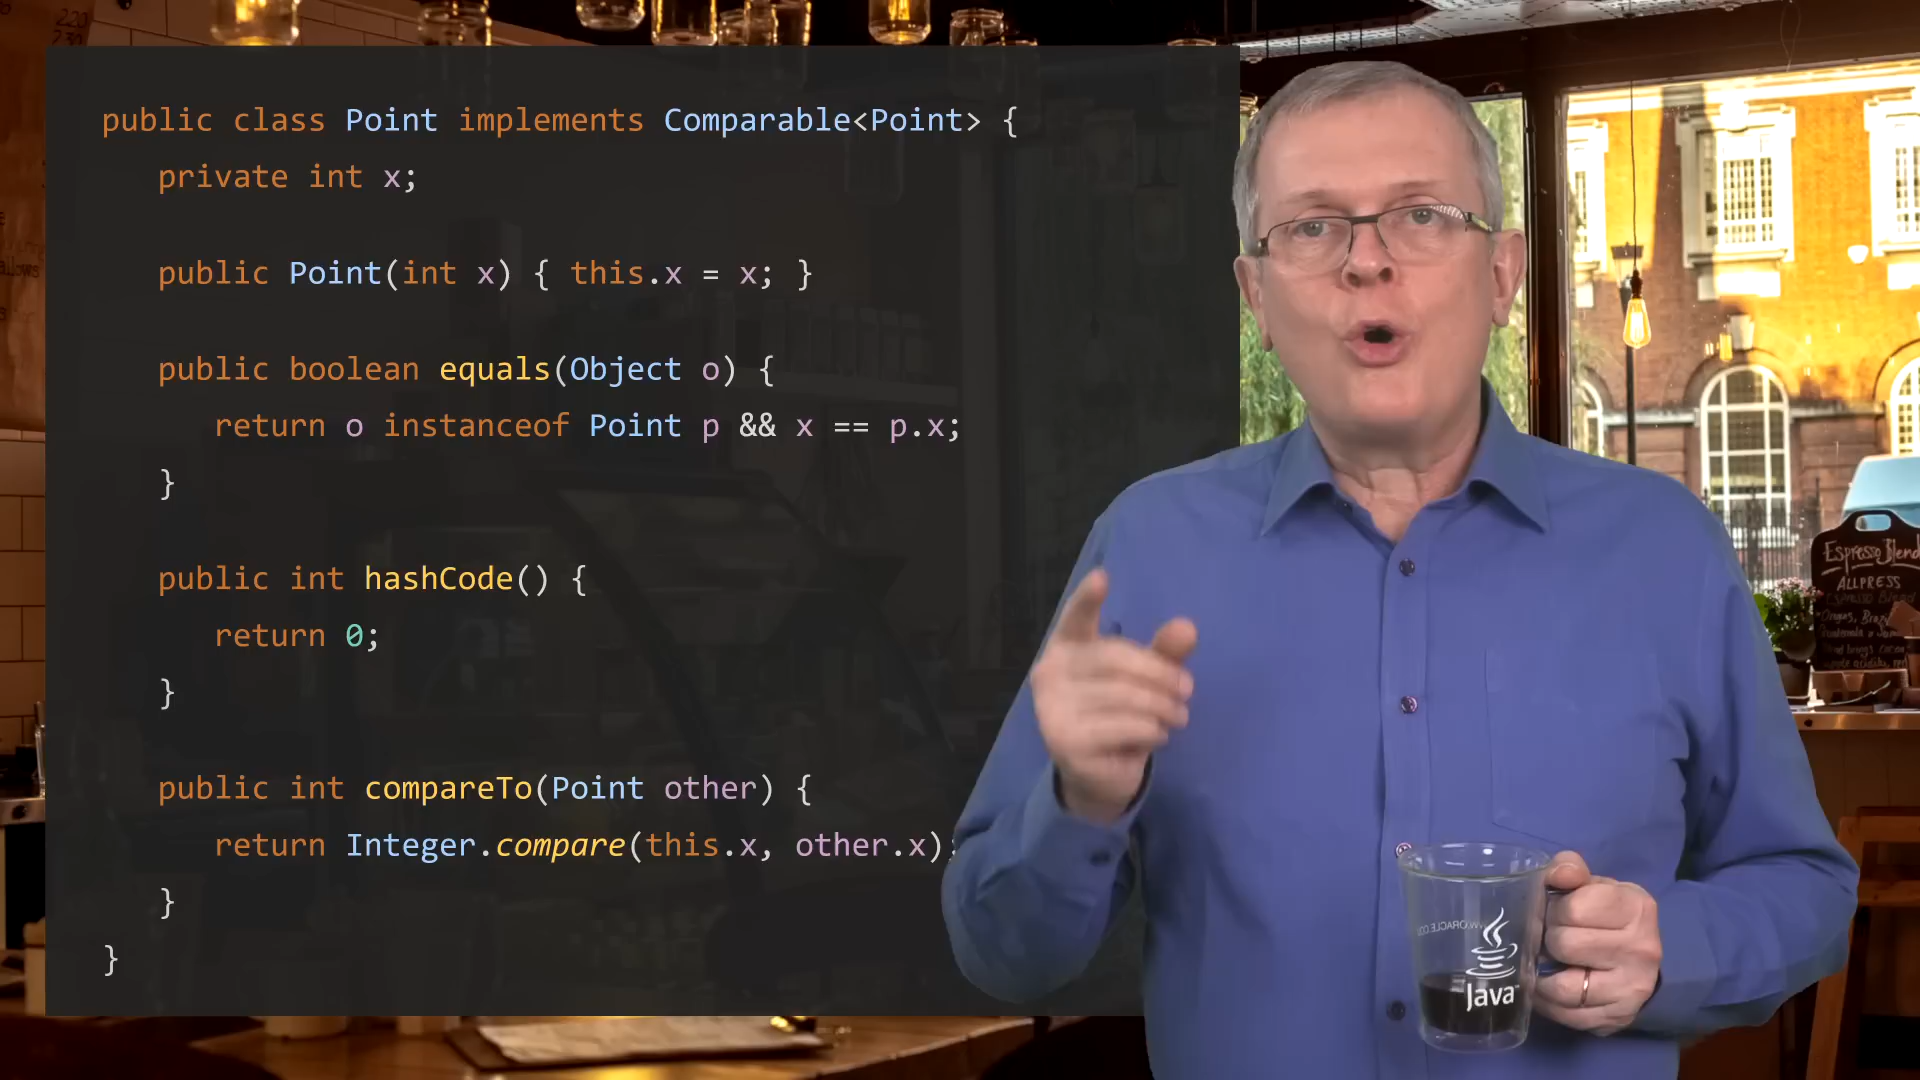 public class Point implements Comparable<Point> {
private int x;
public Point(int x) { this.x = x; }
public boolean equals(Object o) {
return o instanceof Point p && x == p.x;
}
public int hashCode() {
return 0;
}
public int compareTo(Point other) {
return Integer.compare(this.x, other.x);
}
}
220
230
Espresso Blend
ALLPRESS
Java